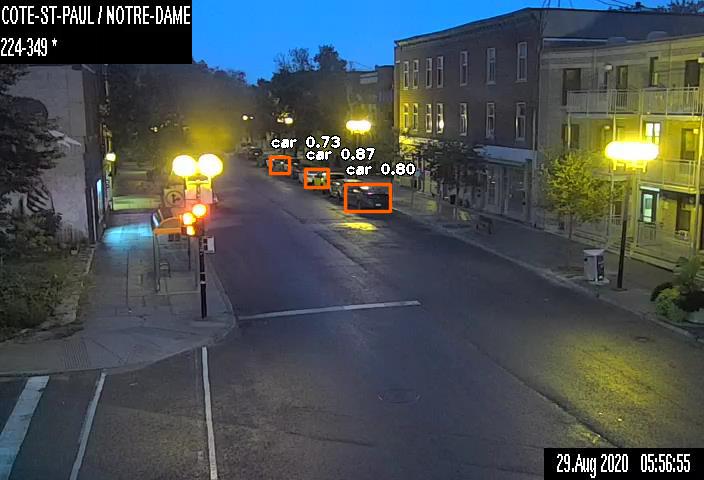 COTE-ST-PAUL / NOTRE-DAME
224-349 *
car 0.73
car 0.87
car 0.80
29.Aug 2020 05:56:55